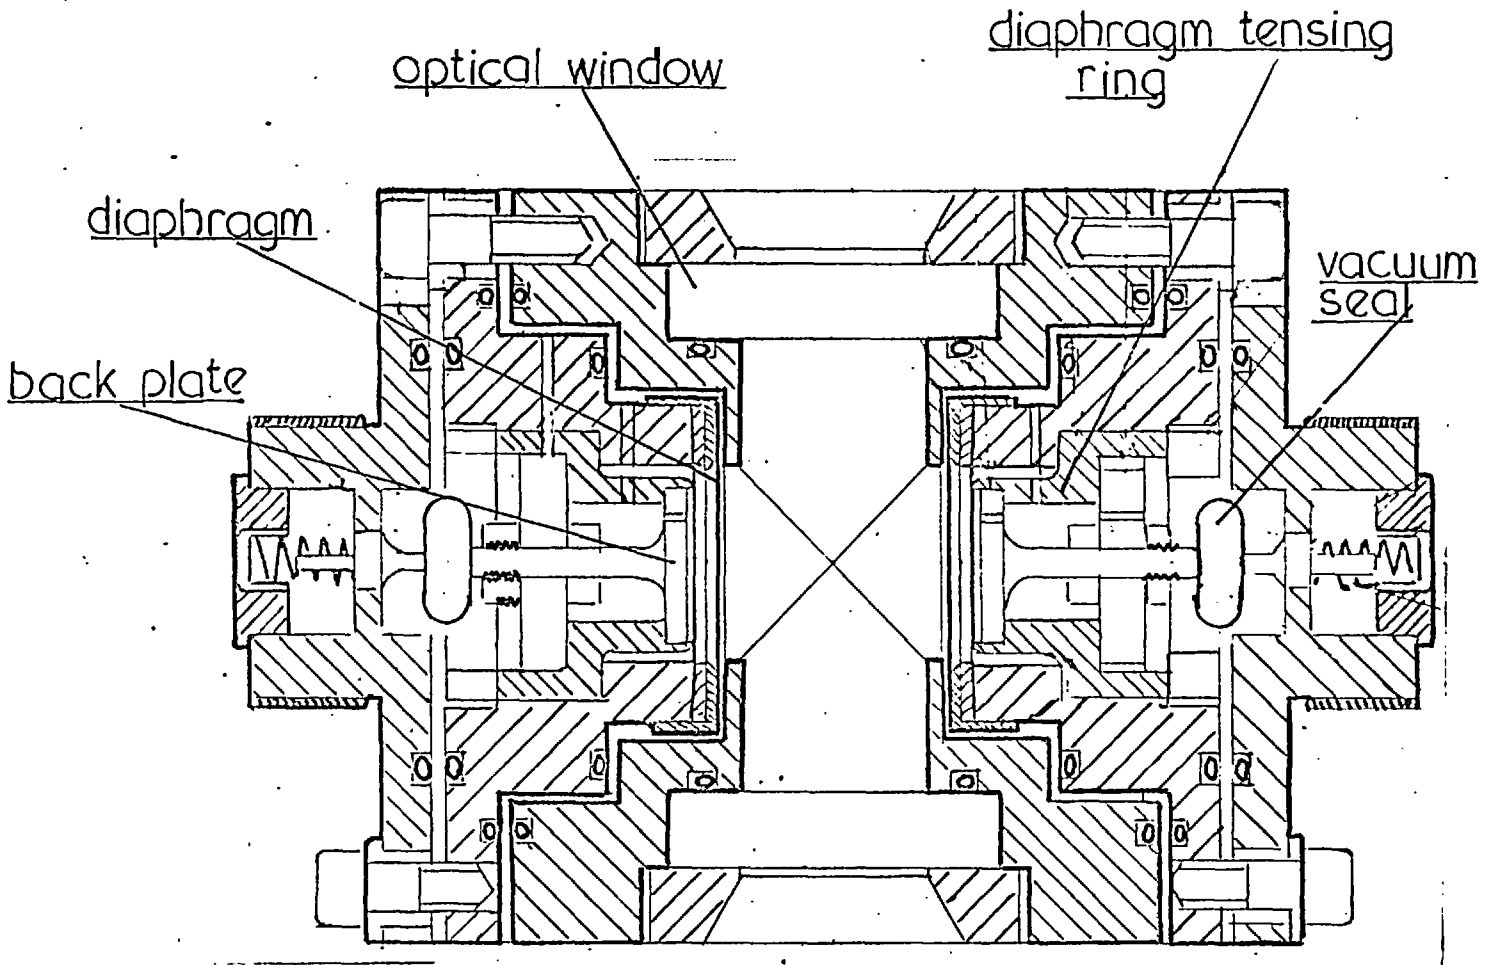 diaphragm tensing
ring
optical window
diaphragm
vacuum
seal
back plate